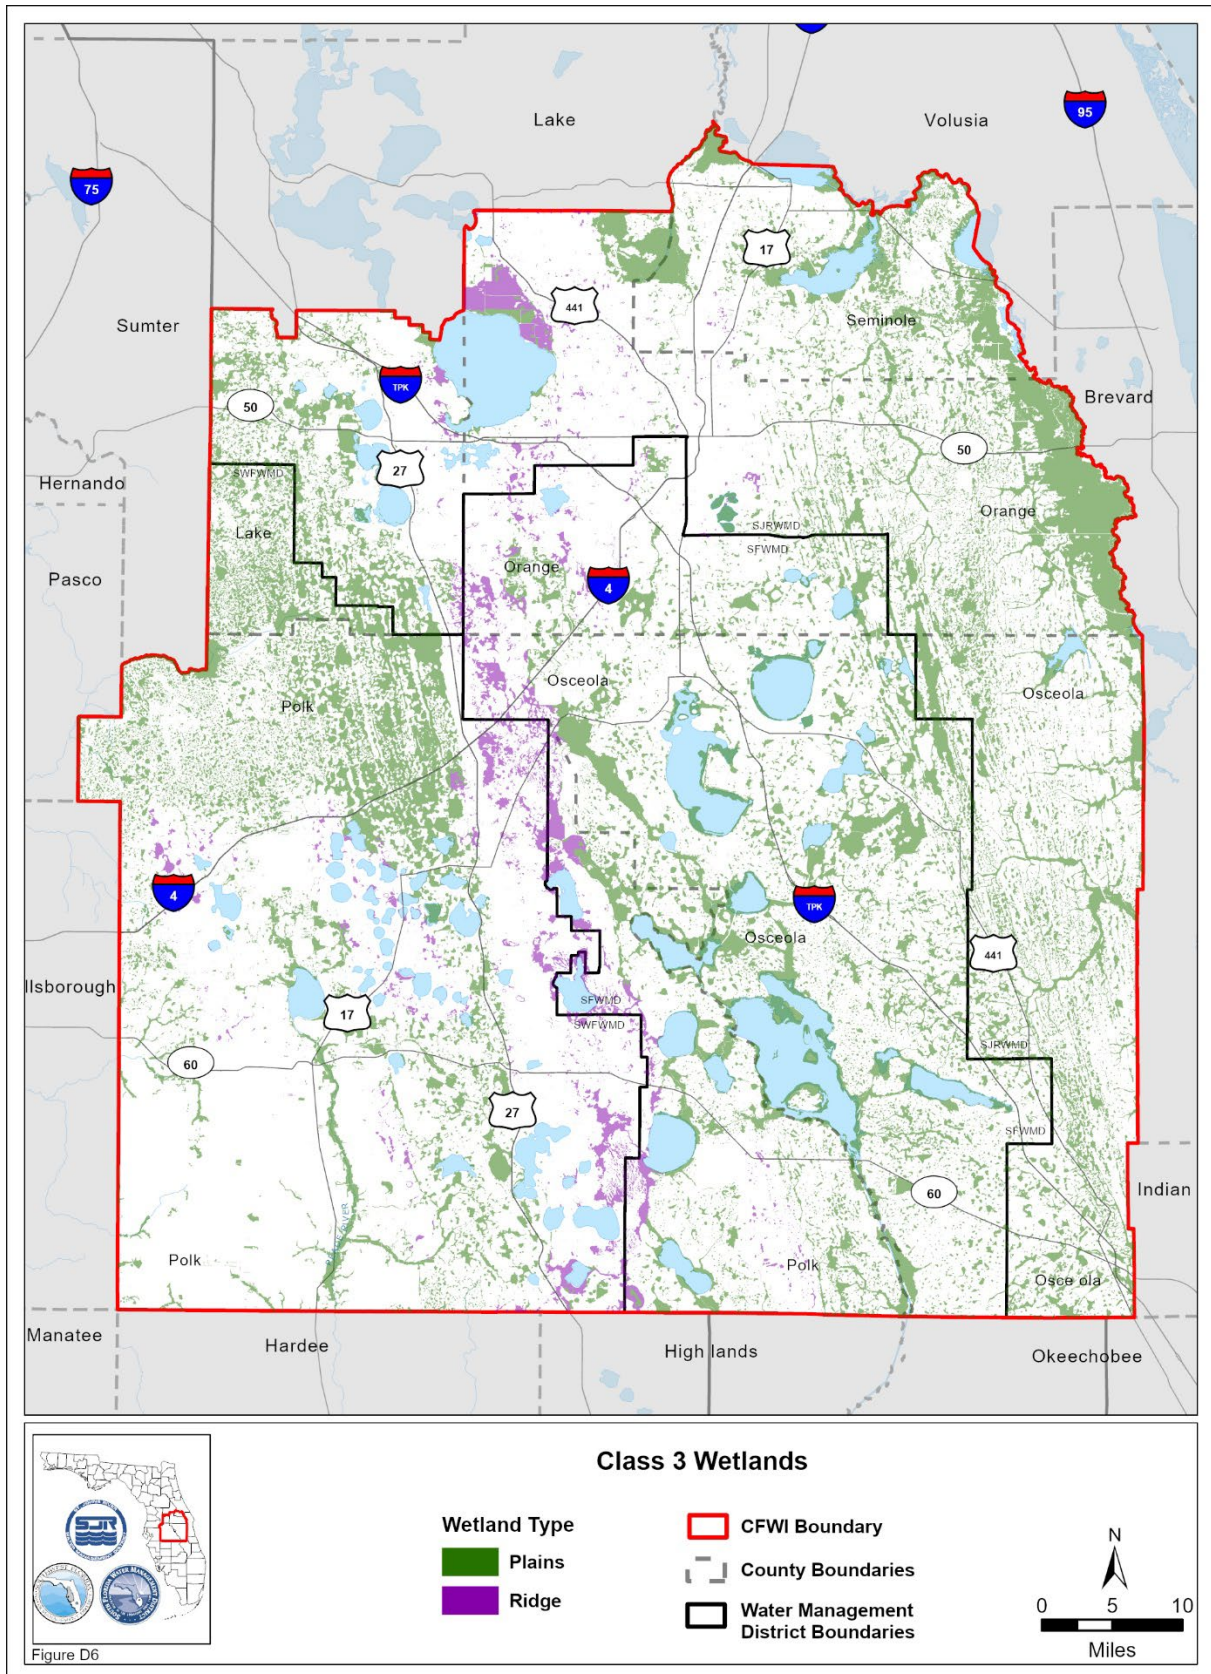 Lake
Volusia
95
75
17
441
Sumter
Seminole
TPK
Brevard
50
27
50
Hernando
SWFWMD
Lake
Orange
SJRWMD
SFWMD
Pasco
Orange
4
Osceola
Osceola
Polk
4
TPK
Osceola
441
llsborough
SFWMD
17
SWFWMD
SJRWMD
60
27
SFWMD
60
Indian
Polk
Polk
Osce ola
Manatee
Hardee
High lands
Okeechobee
Class 3 Wetlands
Wetland Type
Plains
Ridge
CFWI Boundary
County Boundaries
Water Management
District Boundaries
N
0 5 10
Miles
SJR
Figure D6